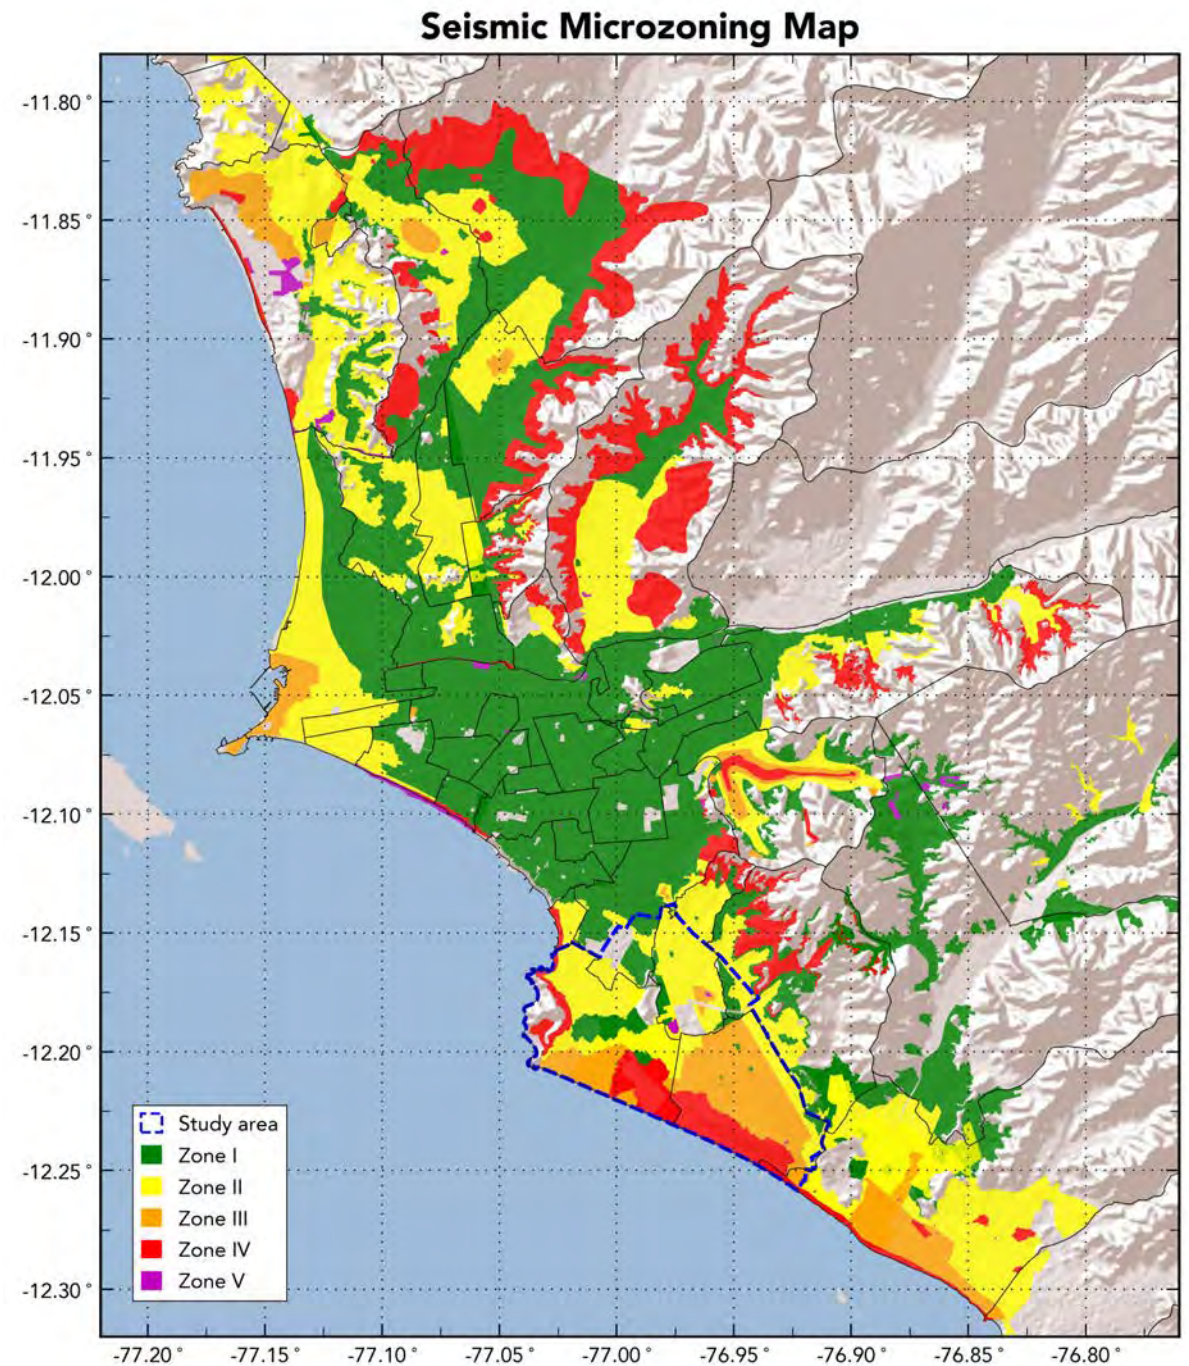 Seismic Microzoning Map
-11.80°
-11.85°
-11.90°
-11.95°
-12.00°
-12.05°
-12.10°
-12.15°
-12.20°
-12.25°
-12.30°
Study area
Zone I
Zone II
Zone III
Zone IV
Zone V
-77.20° -77.15° -77.10° -77.05° -77.00° -76.95° -76.90° -76.85° -76.80°